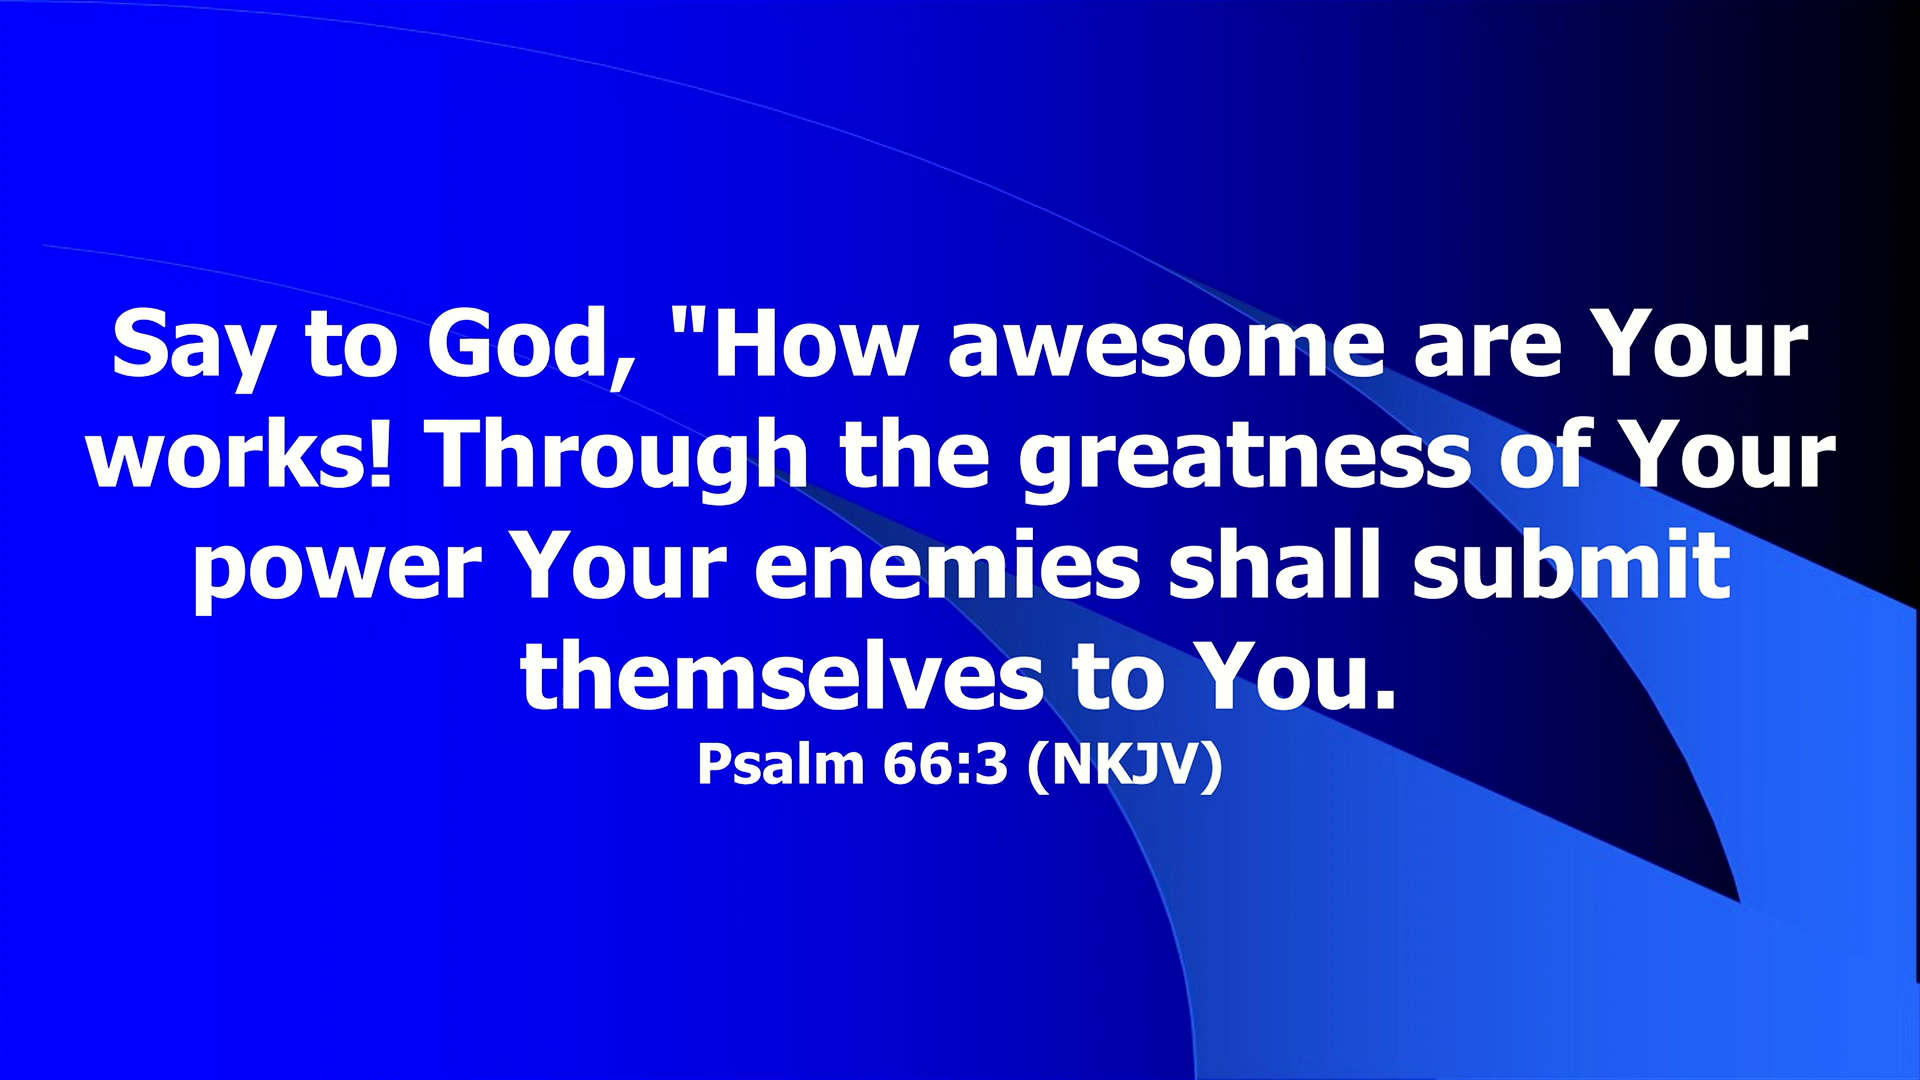 Say to God, "How awesome are Your
works! Through the greatness of Your
power Your enemies shall submit
themselves to You.
Psalm 66:3 (NKJV)